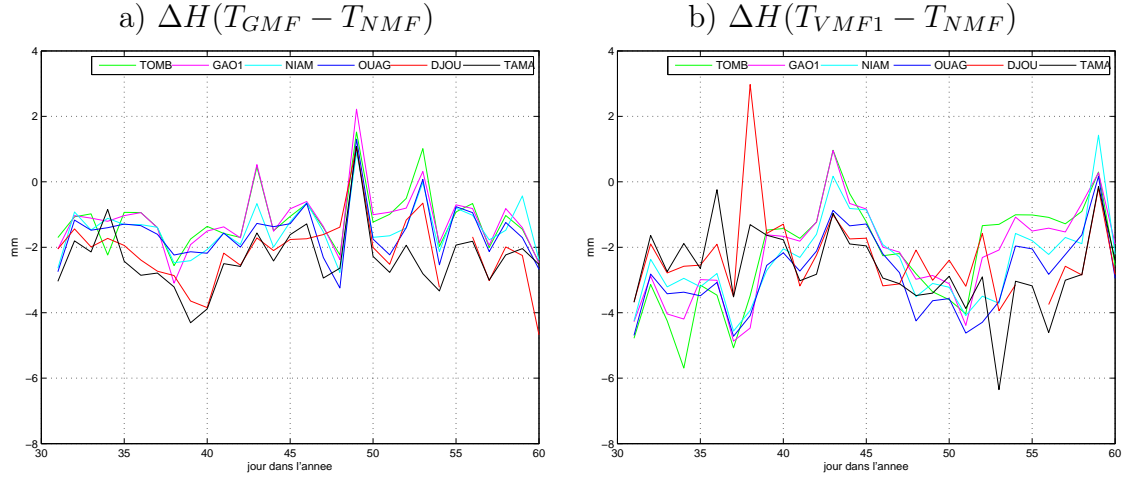 a) ΔH(T_GMF − T_NMF)
4
2
0
−2
−4
−6
−8
mm
TOMB GAO1 NIAM OUAG DJOU TAMA
30 35 40 45 50 55 60
jour dans l'annee
b) ΔH(T_VMF1 − T_NMF)
4
2
0
−2
−4
−6
−8
mm
TOMB GAO1 NIAM OUAG DJOU TAMA
30 35 40 45 50 55 60
jour dans l'annee